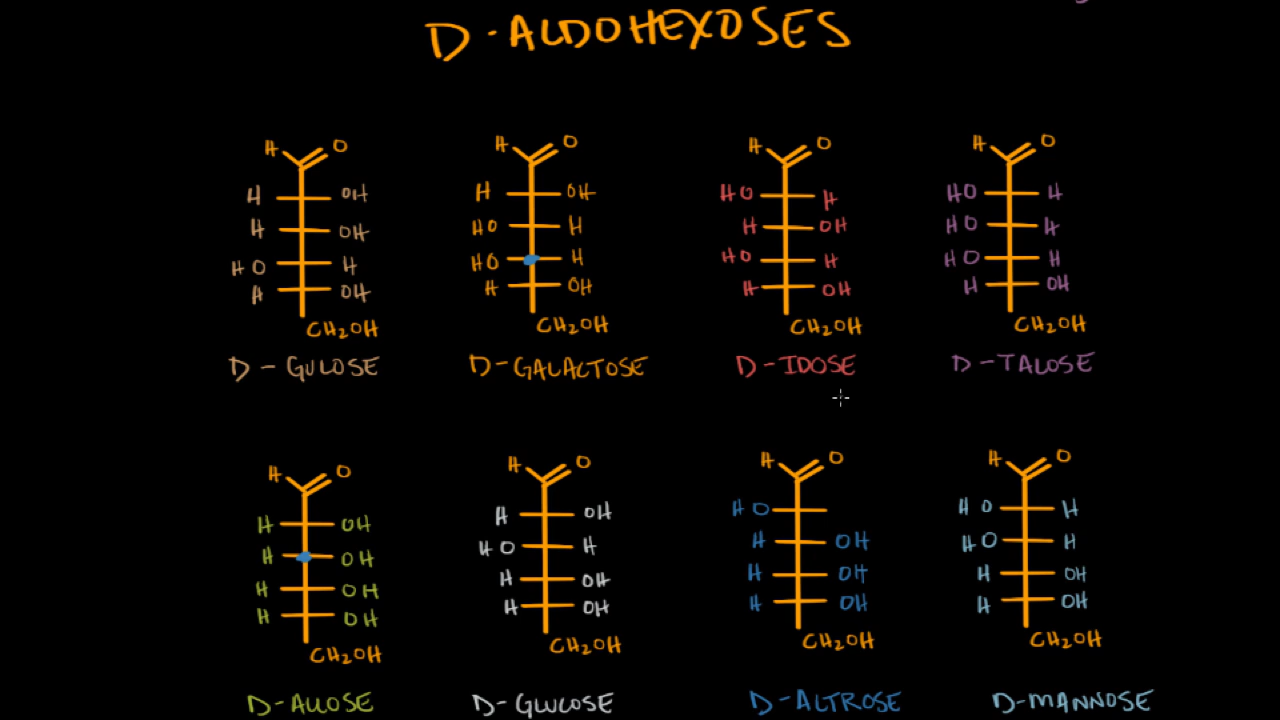 D-ALDOHEXOSES
H O H O H O H O
H OH H OH HO H HO H
H OH HO H H OH HO H
HO H HO H HO H HO H
H OH H OH H OH H OH
CH2OH CH2OH CH2OH CH2OH
D-GULOSE D-GALACTOSE D-IDOSE D-TALOSE
H O H O H O H O
H OH H OH HO HO H
H OH HO H H OH HO H
H OH H OH H OH H OH
H OH H OH H OH H OH
CH2OH CH2OH CH2OH CH2OH
D-ALLOSE D-GLUCOSE D-ALTROSE D-MANNOSE